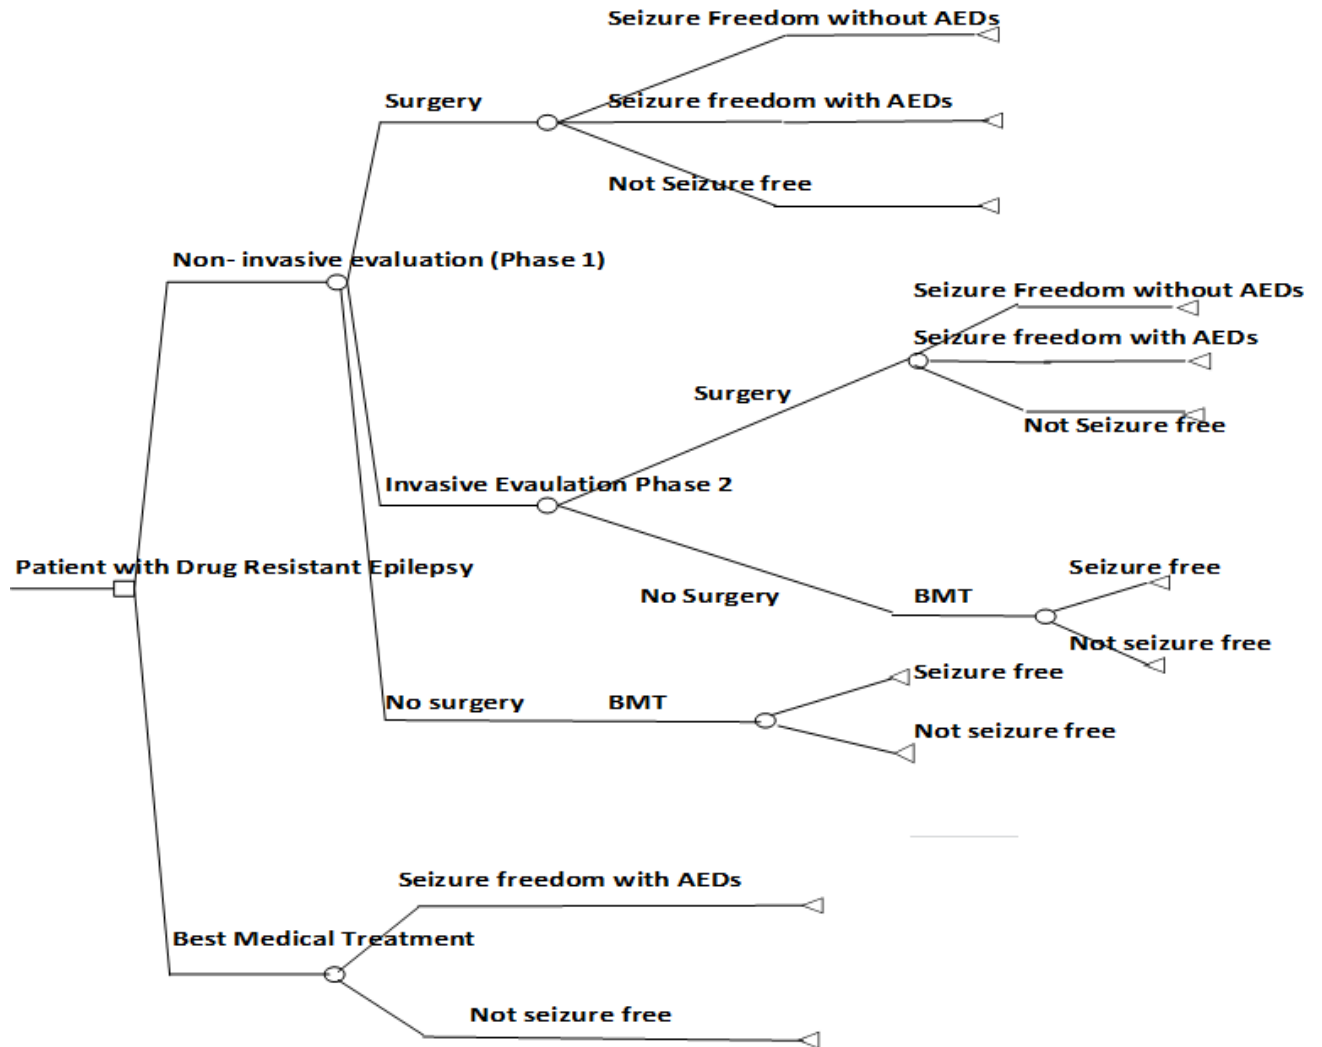 Seizure Freedom without AEDs
Surgery
Seizure freedom with AEDs
Not Seizure free
Non- invasive evaluation (Phase 1)
Seizure Freedom without AEDs
Seizure freedom with AEDs
Surgery
Not Seizure free
Invasive Evaulation Phase 2
Patient with Drug Resistant Epilepsy
Seizure free
No Surgery
BMT
Not seizure free
Seizure free
No surgery
BMT
Not seizure free
Seizure freedom with AEDs
Best Medical Treatment
Not seizure free